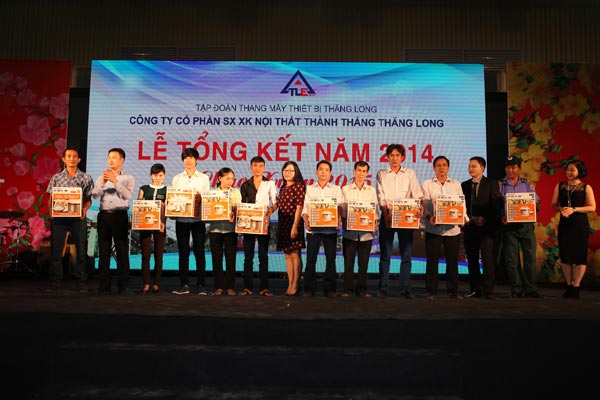 TLE
TẬP ĐOÀN THANG MÁY THIẾT BỊ THĂNG LONG
CÔNG TY CỔ PHẦN SX XK NỘI THẤT THÀNH THẮNG THĂNG LONG
LỄ TỔNG KẾT NĂM 2014